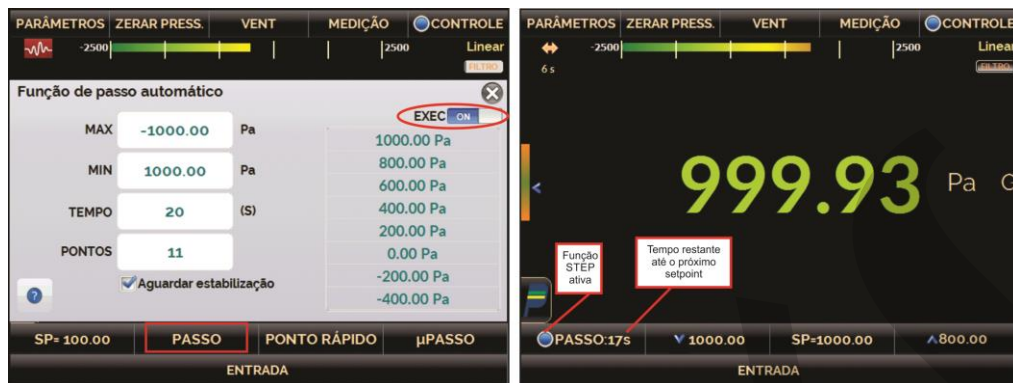 PARÂMETROS ZERAR PRESS. VENT MEDIÇÃO CONTROLE
-2500 2500 Linear
FILTRO
Função de passo automático
EXEC ON
MAX -1000.00 Pa
MIN 1000.00 Pa
TEMPO 20 (S)
PONTOS 11
Aguardar estabilização
?
1000.00 Pa
800.00 Pa
600.00 Pa
400.00 Pa
200.00 Pa
0.00 Pa
-200.00 Pa
-400.00 Pa
SP= 100.00 PASSO PONTO RÁPIDO µPASSO
ENTRADA
PARÂMETROS ZERAR PRESS. VENT MEDIÇÃO CONTROLE
-2500 2500 Linear
6 s FILTRO
999.93 Pa G
Função
STEP
ativa
Tempo restante
até o próximo
setpoint
PASSO:17s 1000.00 SP=1000.00 800.00
ENTRADA